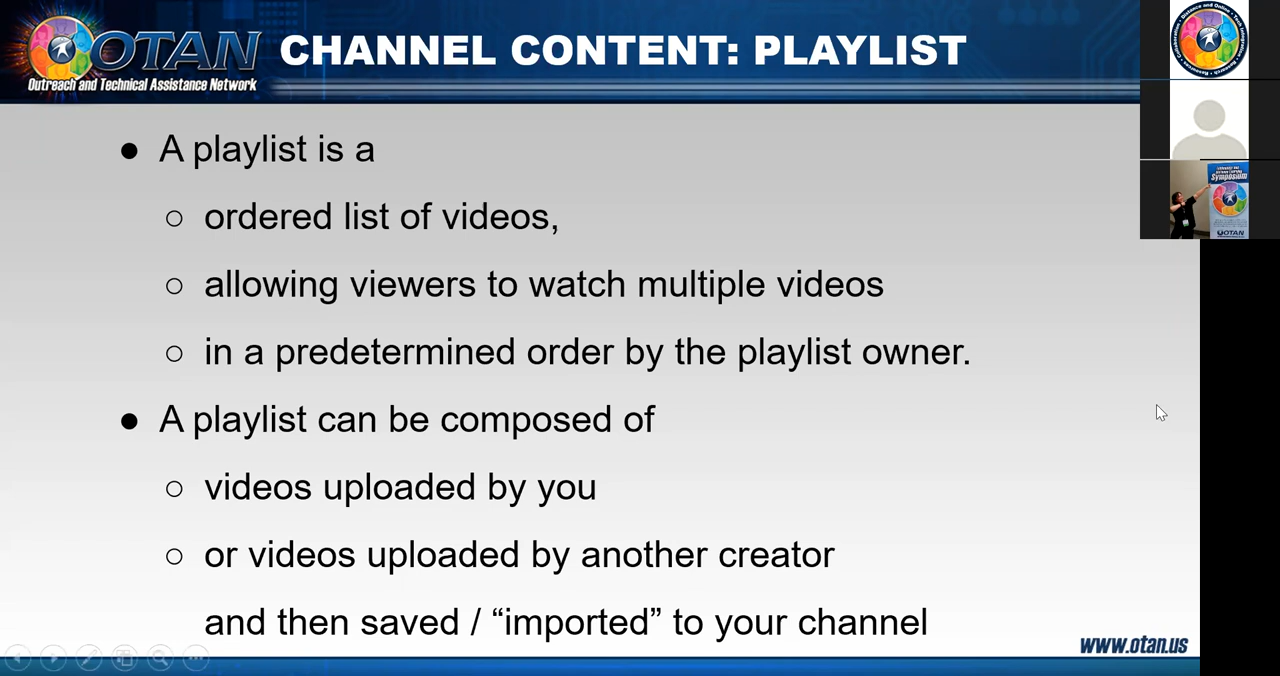 OTAN
Outreach and Technical Assistance Network
CHANNEL CONTENT: PLAYLIST
● A playlist is a
○ ordered list of videos,
○ allowing viewers to watch multiple videos
○ in a predetermined order by the playlist owner.
● A playlist can be composed of
○ videos uploaded by you
○ or videos uploaded by another creator
and then saved / “imported” to your channel
www.otan.us
Symposium
OTAN